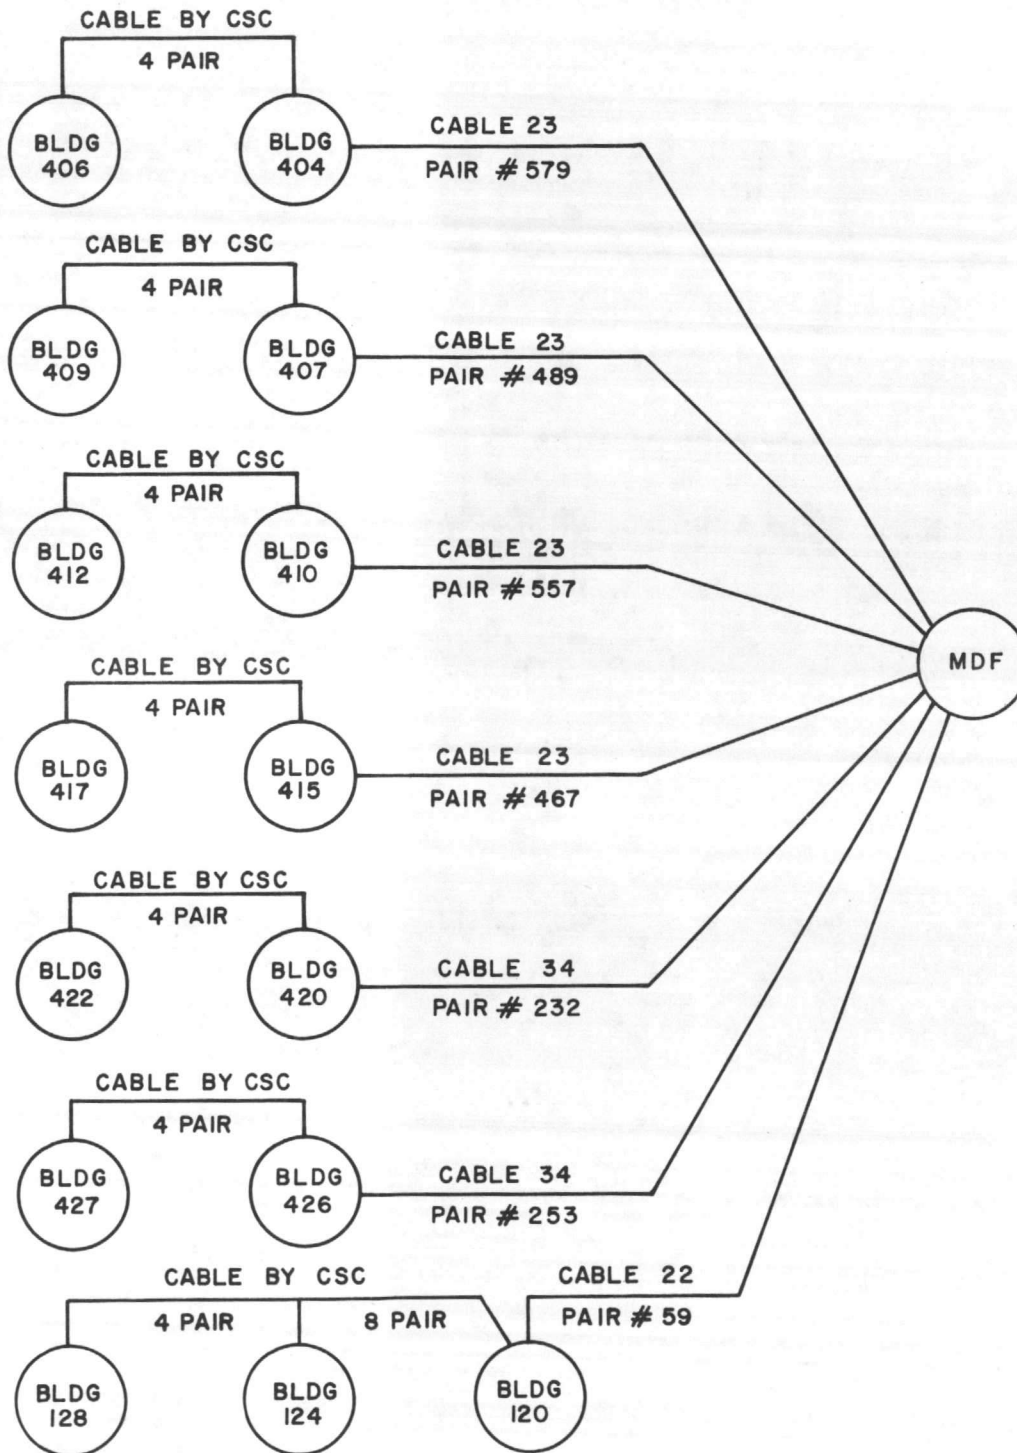 CABLE BY CSC
4 PAIR
BLDG
406
BLDG
404
CABLE 23
PAIR # 579
CABLE BY CSC
4 PAIR
BLDG
409
BLDG
407
CABLE 23
PAIR # 489
CABLE BY CSC
4 PAIR
BLDG
412
BLDG
410
CABLE 23
PAIR # 557
MDF
CABLE BY CSC
4 PAIR
BLDG
417
BLDG
415
CABLE 23
PAIR # 467
CABLE BY CSC
4 PAIR
BLDG
422
BLDG
420
CABLE 34
PAIR # 232
CABLE BY CSC
4 PAIR
BLDG
427
BLDG
426
CABLE 34
PAIR # 253
CABLE BY CSC
4 PAIR
8 PAIR
CABLE 22
PAIR # 59
BLDG
128
BLDG
124
BLDG
120